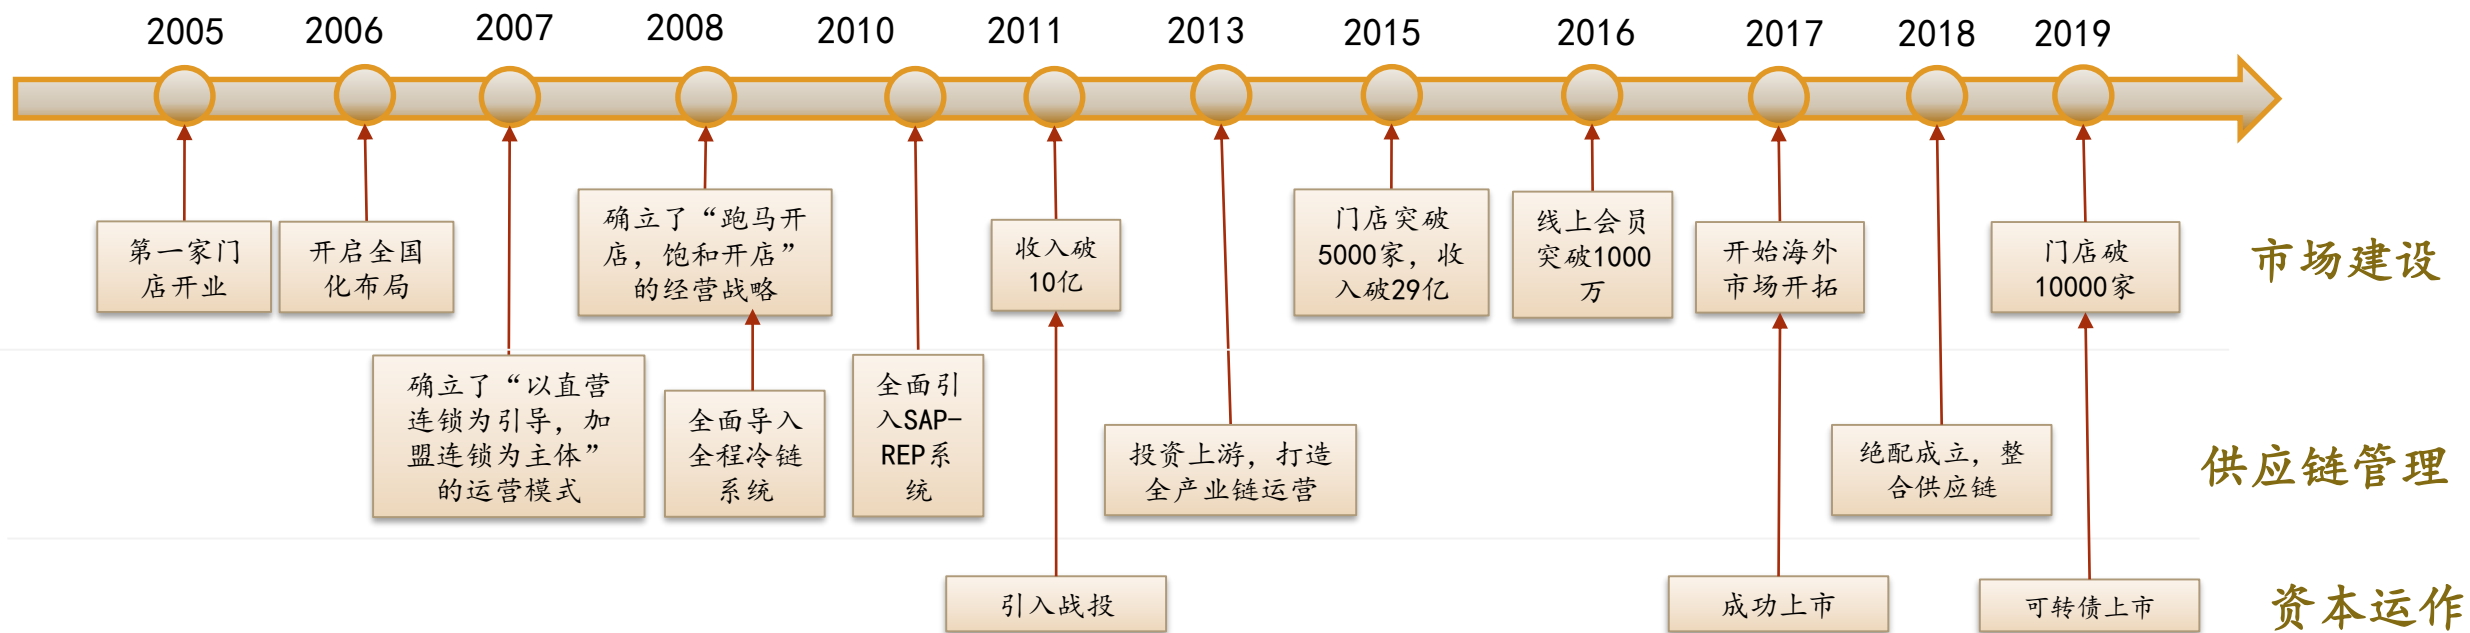 2005 2006 2007 2008 2010 2011 2013 2015 2016 2017 2018 2019
第一家门
店开业
开启全国
化布局
确立了“跑马开
店，饱和开店”
的经营战略
收入破
10亿
门店突破
5000家，收
入破29亿
线上会员
突破1000
万
开始海外
市场开拓
门店破
10000家
市场建设
确立了“以直营
连锁为引导，加
盟连锁为主体”
的运营模式
全面导入
全程冷链
系统
全面引
入SAP-
REP系
统
投资上游，打造
全产业链运营
绝配成立，整
合供应链
供应链管理
引入战投
成功上市
可转债上市
资本运作